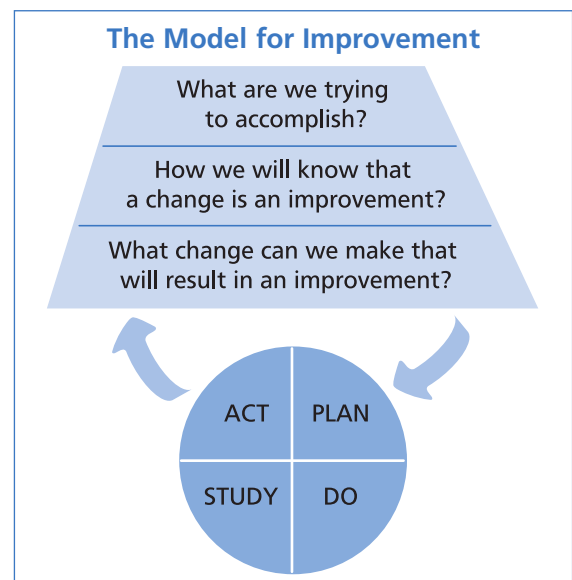 The Model for Improvement
What are we trying
to accomplish?
How we will know that
a change is an improvement?
What change can we make that
will result in an improvement?
ACT PLAN
STUDY DO